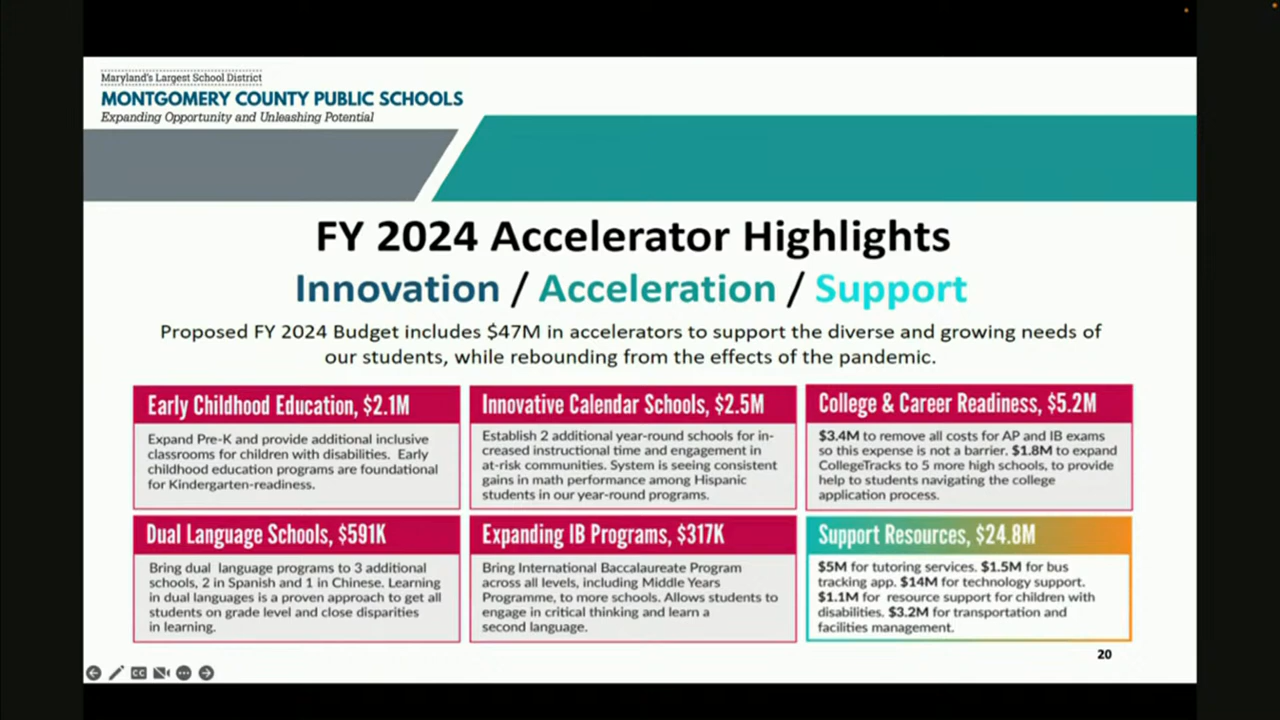 Maryland's Largest School District
MONTGOMERY COUNTY PUBLIC SCHOOLS
Expanding Opportunity and Unleashing Potential
FY 2024 Accelerator Highlights
Innovation / Acceleration / Support
Proposed FY 2024 Budget includes $47M in accelerators to support the diverse and growing needs of
our students, while rebounding from the effects of the pandemic.
Early Childhood Education, $2.1M
Expand Pre-K and provide additional inclusive
classrooms for children with disabilities. Early
childhood education programs are foundational
for Kindergarten-readiness.
Innovative Calendar Schools, $2.5M
Establish 2 additional year-round schools for in-
creased instructional time and engagement in
at-risk communities. System is seeing consistent
gains in math performance among Hispanic
students in our year-round programs.
College & Career Readiness, $5.2M
$3.4M to remove all costs for AP and IB exams
so this expense is not a barrier. $1.8M to expand
CollegeTracks to 5 more high schools, to provide
help to students navigating the college
application process.
Dual Language Schools, $591K
Bring dual language programs to 3 additional
schools, 2 in Spanish and 1 in Chinese. Learning
in dual languages is a proven approach to get all
students on grade level and close disparities
in learning.
Expanding IB Programs, $317K
Bring International Baccalaureate Program
across all levels, including Middle Years
Programme, to more schools. Allows students to
engage in critical thinking and learn a
second language.
Support Resources, $24.8M
$5M for tutoring services. $1.5M for bus
tracking app. $14M for technology support.
$1.1M for resource support for children with
disabilities. $3.2M for transportation and
facilities management.
20
CC